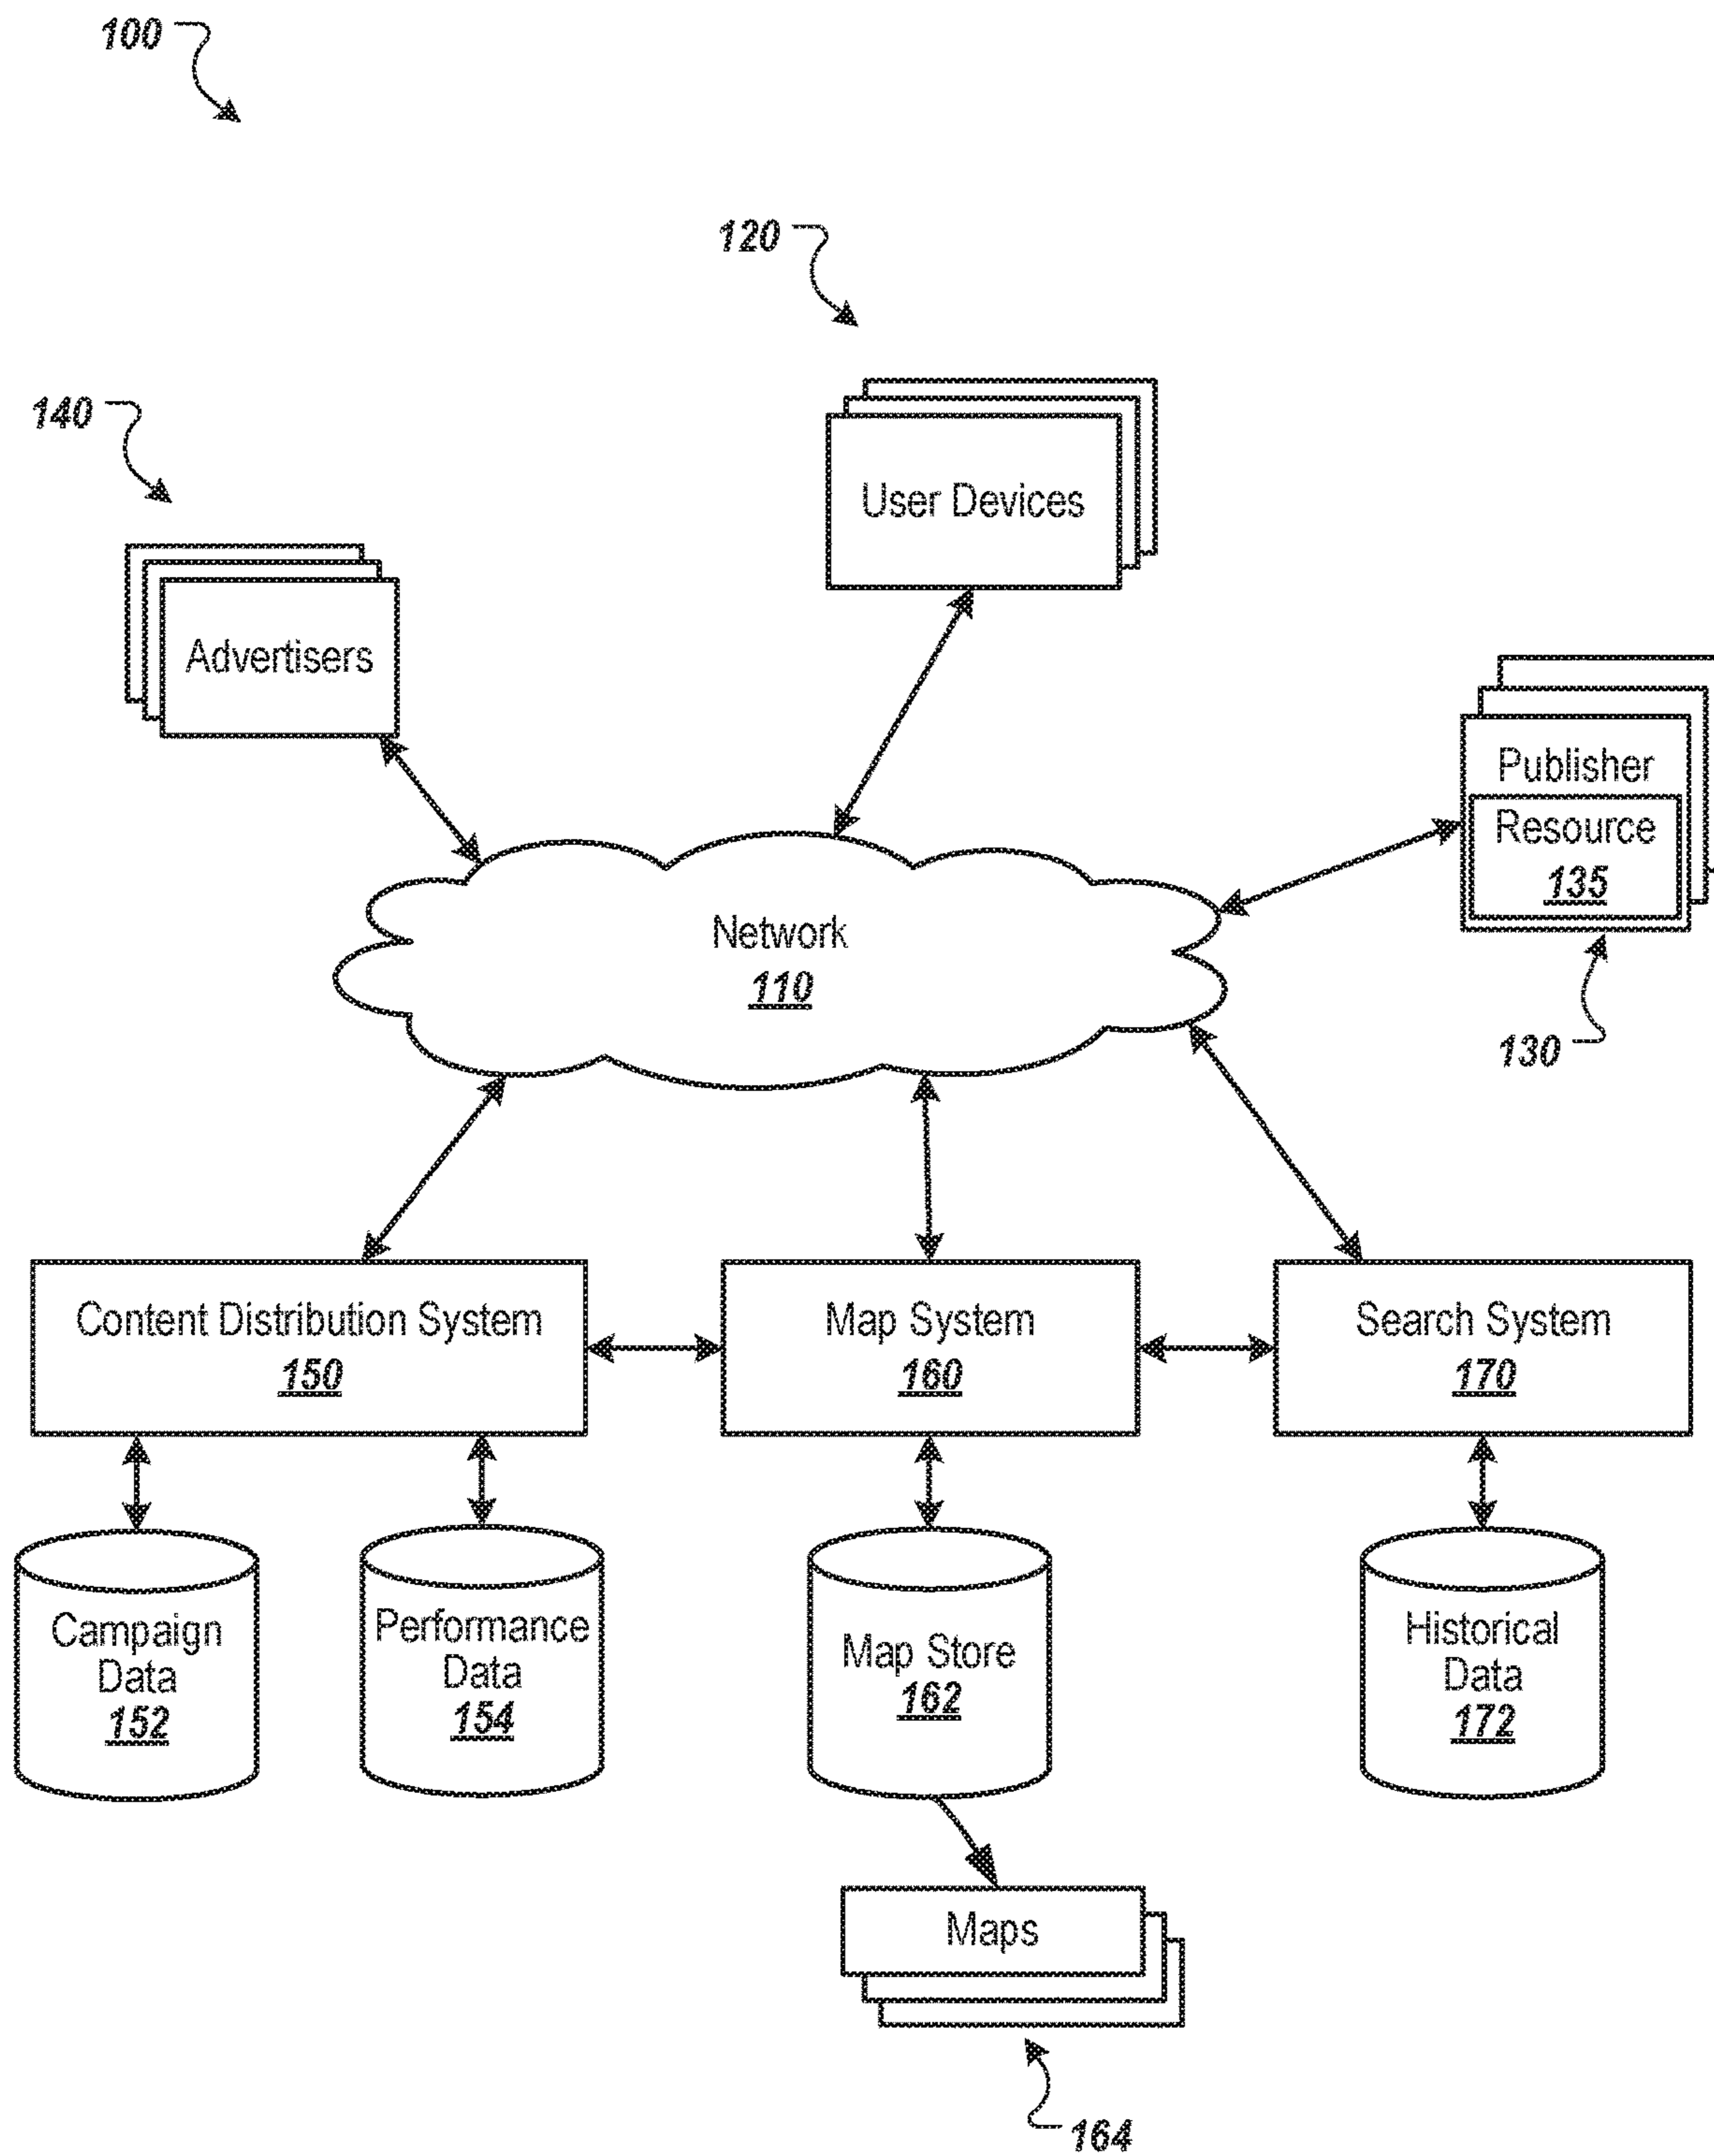 100
120
User Devices
140
Advertisers
Publisher
Resource
135
130
Network
110
Content Distribution System
150
Map System
160
Search System
170
Campaign
Data
152
Performance
Data
154
Map Store
162
Historical
Data
172
Maps
164